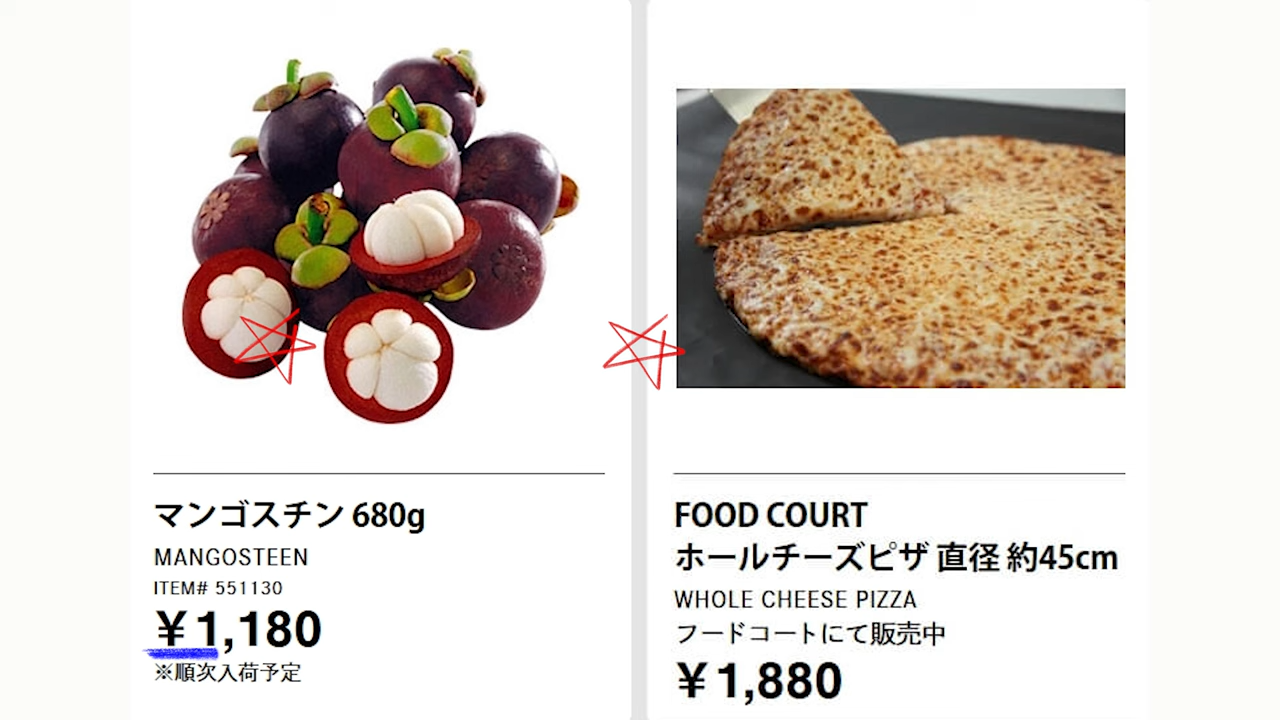 マンゴスチン 680g
MANGOSTEEN
ITEM# 551130
￥1,180
※順次入荷予定
FOOD COURT
ホールチーズピザ 直径 約45cm
WHOLE CHEESE PIZZA
フードコートにて販売中
￥1,880